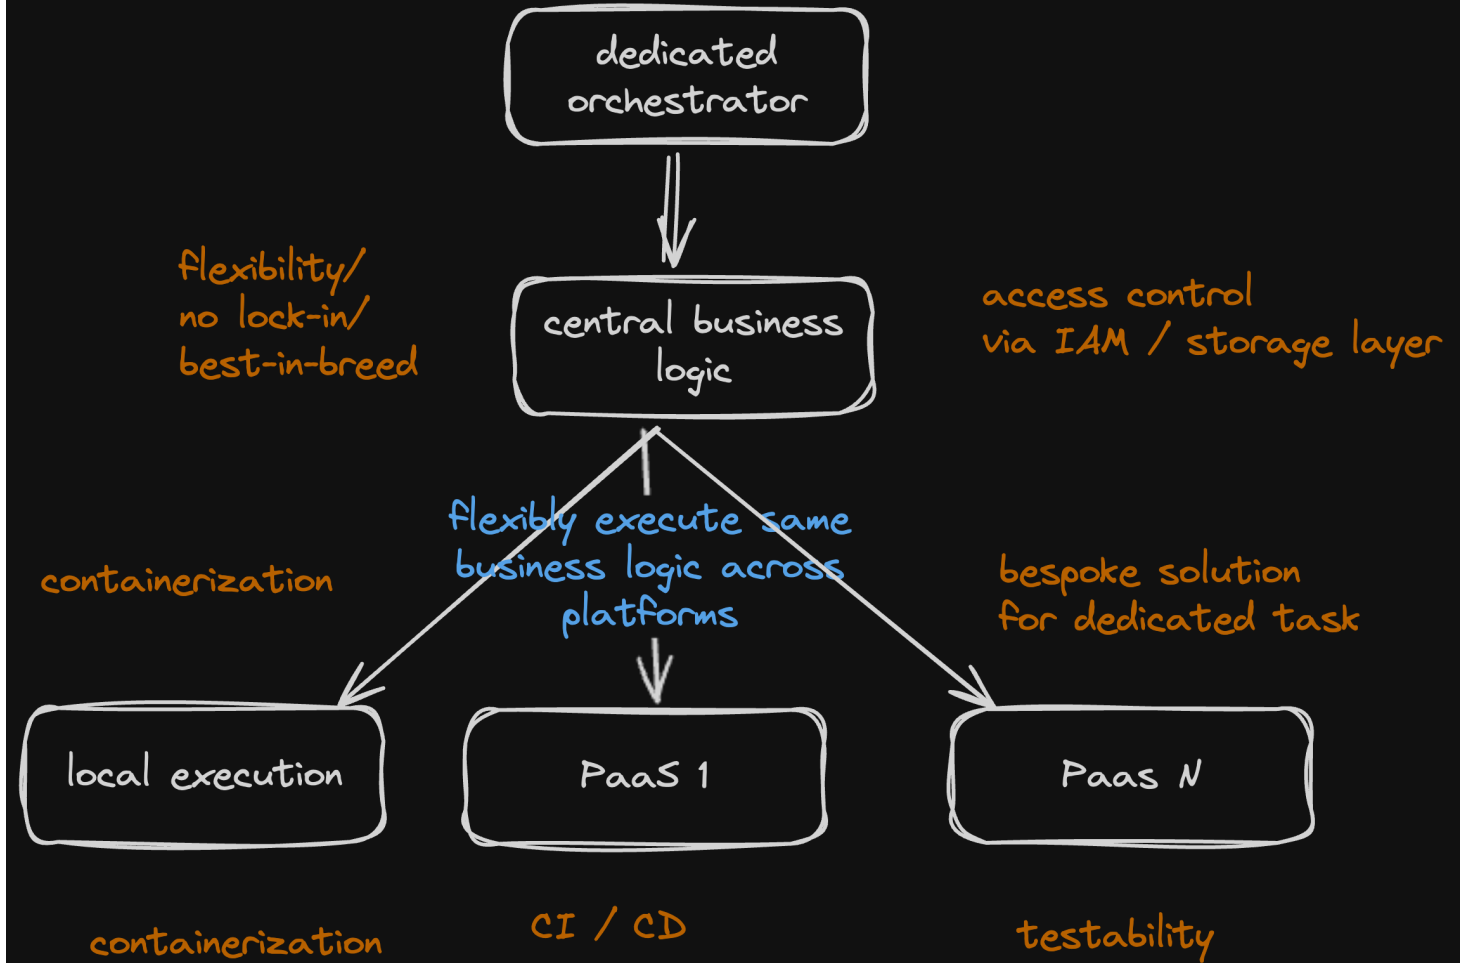 dedicated
orchestrator
flexibility/
no lock-in/
best-in-breed
central business
logic
access control
via IAM / storage layer
flexibly execute same
business logic across
platforms
containerization
bespoke solution
for dedicated task
local execution
PaaS 1
Paas N
containerization
CI / CD
testability